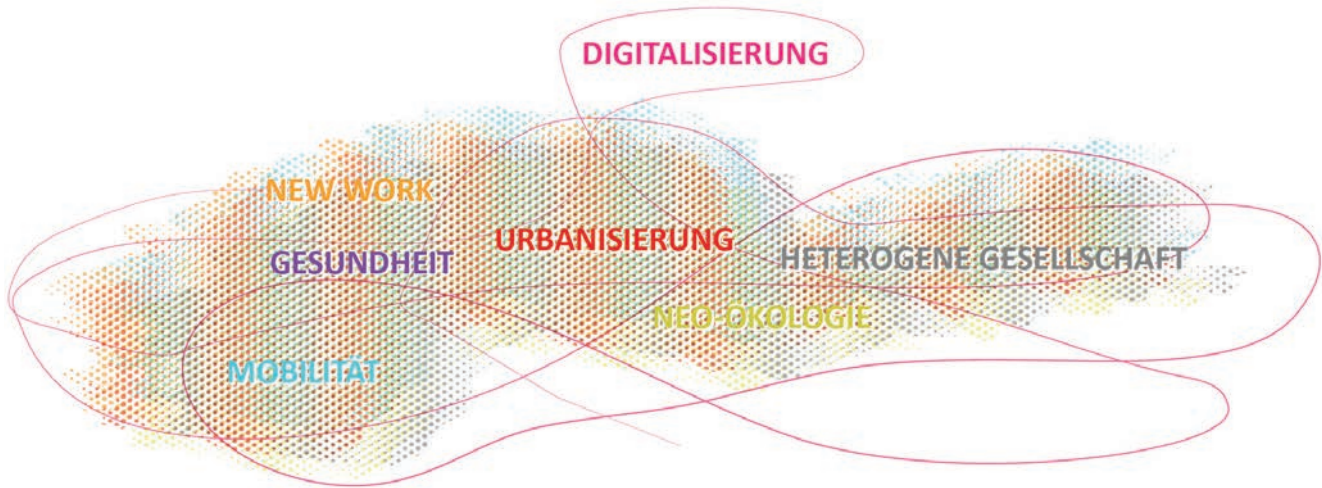 DIGITALISIERUNG
NEW WORK
URBANISIERUNG
GESUNDHEIT
HETEROGENE GESELLSCHAFT
NEO-ÖKOLOGIE
MOBILITÄT